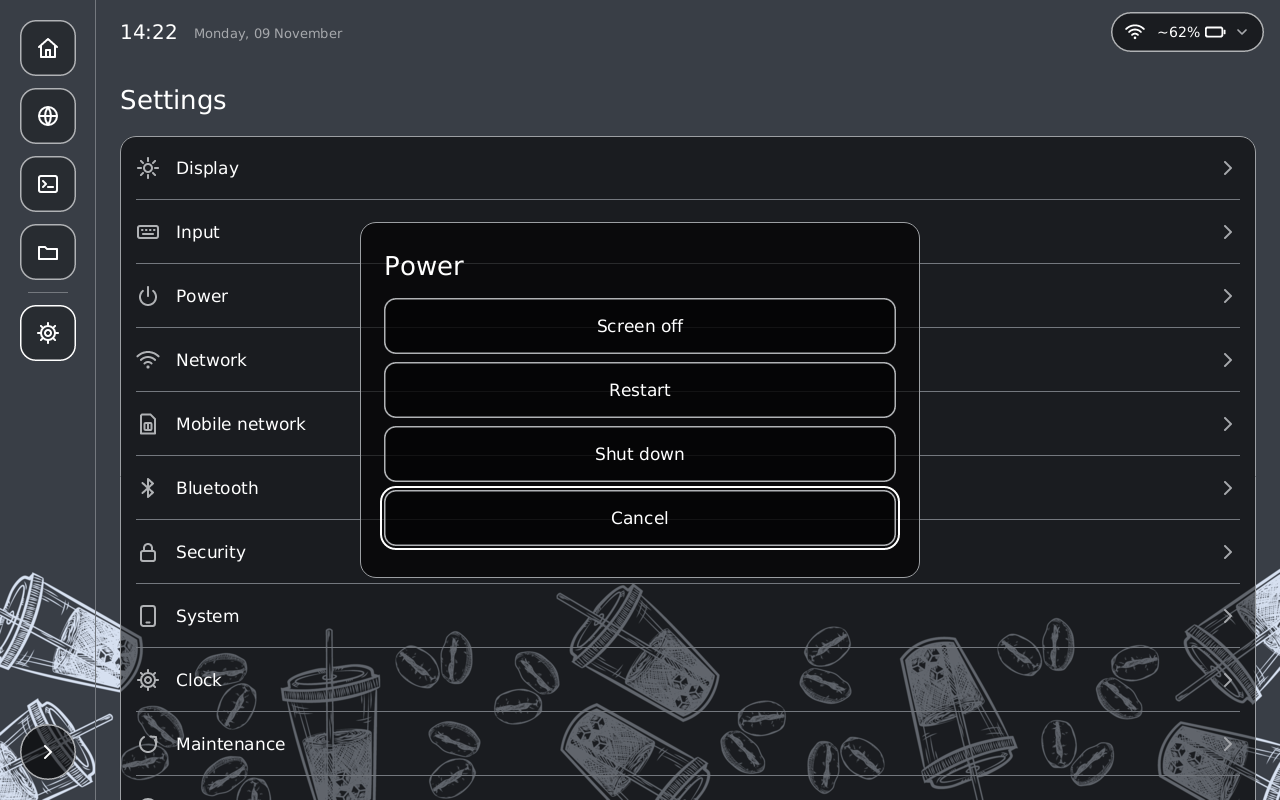 14:22 Monday, 09 November
~62%
Settings
Display
Input
Power
Network
Mobile network
Bluetooth
Security
System
Clock
Maintenance
Power
Screen off
Restart
Shut down
Cancel